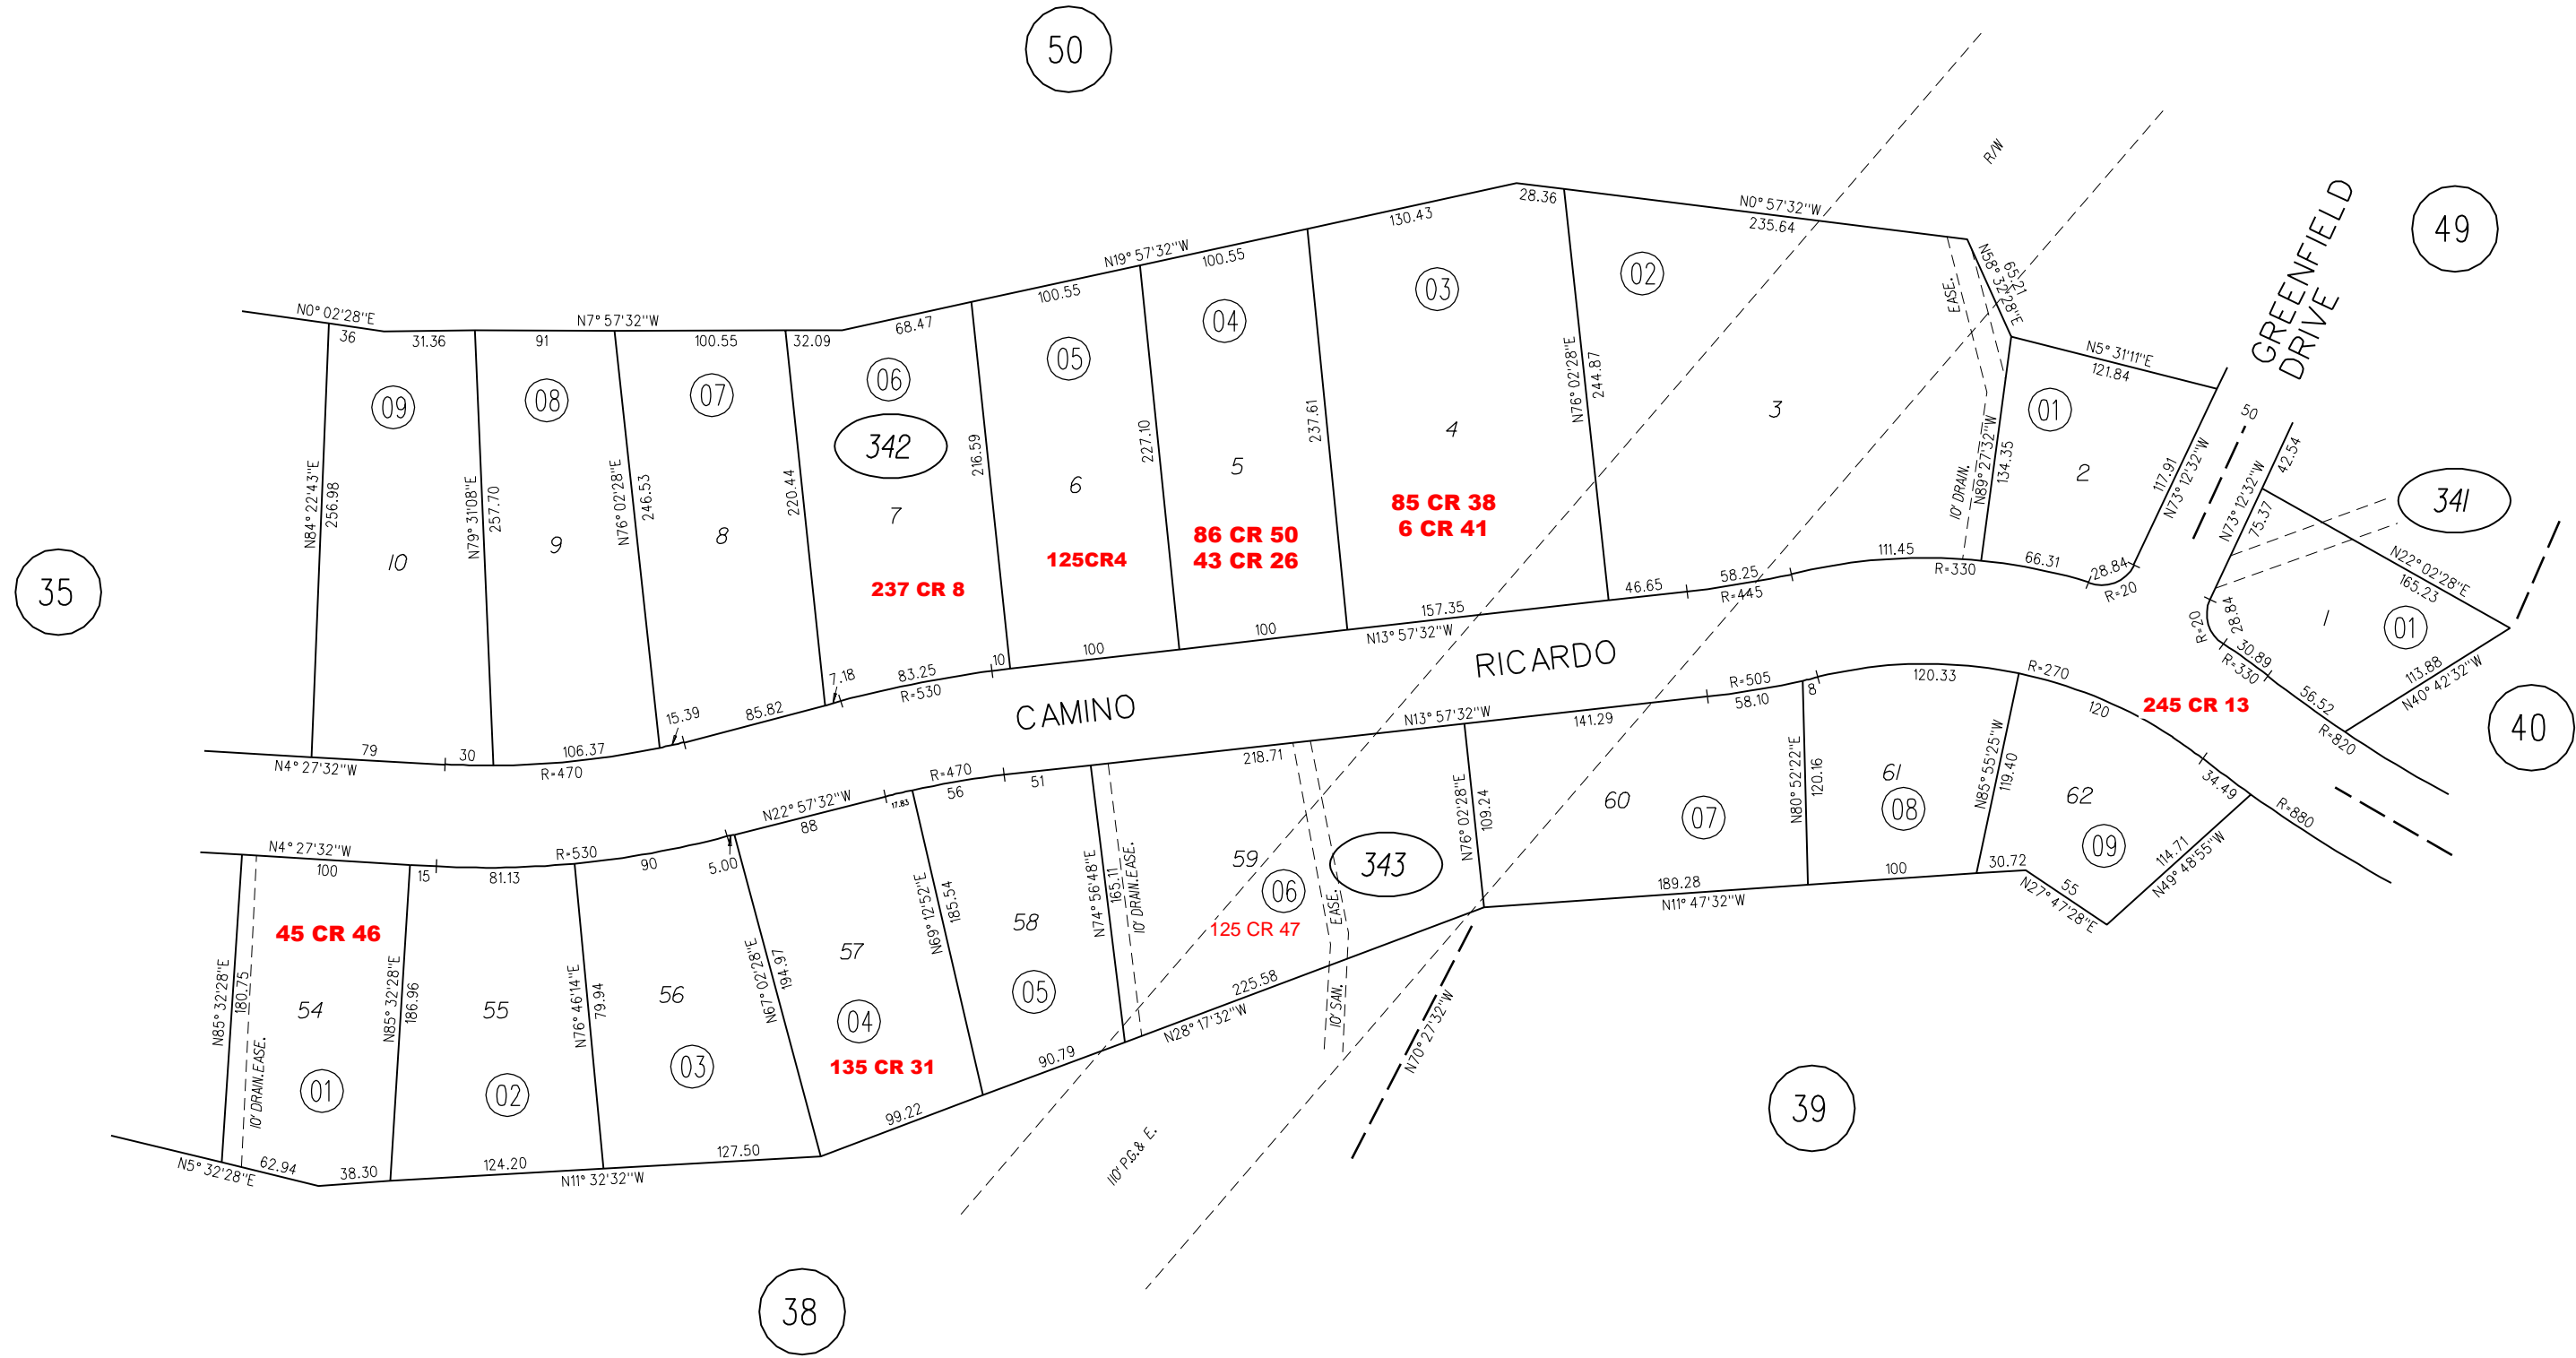 50
49
35
40
39
38
GREENFIELD
DRIVE
CAMINO
RICARDO
342
341
343
R/W
N0° 02'28"E
36
31.36
N7° 57'32"W
91
100.55
32.09
68.47
N19° 57'32"W
100.55
100.55
130.43
28.36
N0° 57'32"W
235.64
N58° 32'28"E
65.21
N5° 31'11"E
121.84
50
42.54
N73° 12'32"W
117.91
N73° 12'32"W
75.37
N22° 02'28"E
165.23
113.88
N40° 42'32"W
1
01
28.84
R=20
30.89
R=330
56.52
R=820
09
10
N84° 22'43"E
256.98
08
9
N79° 31'08"E
257.70
07
8
N76° 02'28"E
246.53
06
7
220.44
237 CR 8
05
6
216.59
125CR4
04
5
227.10
86 CR 50
43 CR 26
03
4
237.61
85 CR 38
6 CR 41
02
3
N76° 02'28"E
244.87
EASE.
10' DRAIN.
N89° 27'32"W
134.35
01
2
28.84
R=20
66.31
111.45
R=330
58.25
R=445
46.65
157.35
N13° 57'32"W
100
100
10
83.25
R=530
7.18
85.82
15.39
106.37
R=470
30
79
N4° 27'32"W
N4° 27'32"W
100
15
81.13
R=530
90
5.00
N22° 57'32"W
88
17.83
R=470
56
51
218.71
N13° 57'32"W
141.29
R=505
58.10
8
120.33
R=270
120
245 CR 13
34.49
R=880
45 CR 46
N85° 32'28"E
180.75
10' DRAIN.EASE.
54
01
N85° 32'28"E
186.96
55
02
N76° 46'14"E
79.94
56
03
N67° 02'28"E
194.97
57
04
135 CR 31
N69° 12'52"E
185.54
58
05
N74° 56'48"E
165.11
10' DRAIN.EASE.
59
06
125 CR 47
EASE.
10' SAN.
N76° 02'28"E
109.24
60
07
N80° 52'22"E
120.16
61
08
N85° 55'25"W
119.40
62
09
114.71
N49° 48'55"W
55
N27° 47'28"E
30.72
100
189.28
N11° 47'32"W
225.58
N28° 17'32"W
90.79
99.22
127.50
N11° 32'32"W
124.20
38.30
62.94
N5° 32'28"E
110' P.G.& E.
N70° 27'32"W